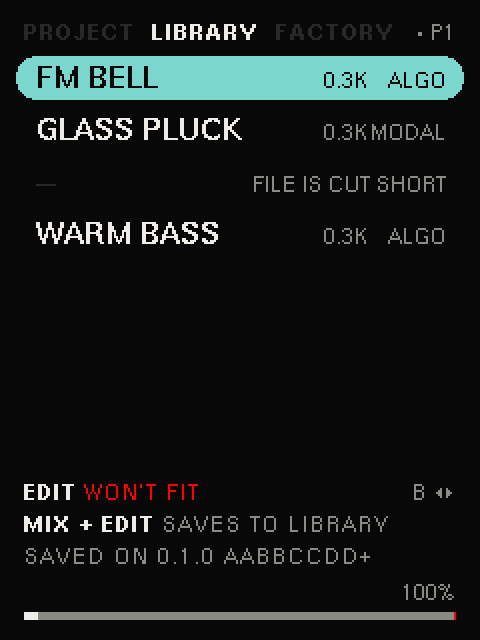 PROJECT LIBRARY FACTORY · P1
FM BELL 0.3K ALGO
GLASS PLUCK 0.3K MODAL
— FILE IS CUT SHORT
WARM BASS 0.3K ALGO
EDIT WON'T FIT B
MIX + EDIT SAVES TO LIBRARY
SAVED ON 0.1.0 AABBCCDD+
100%